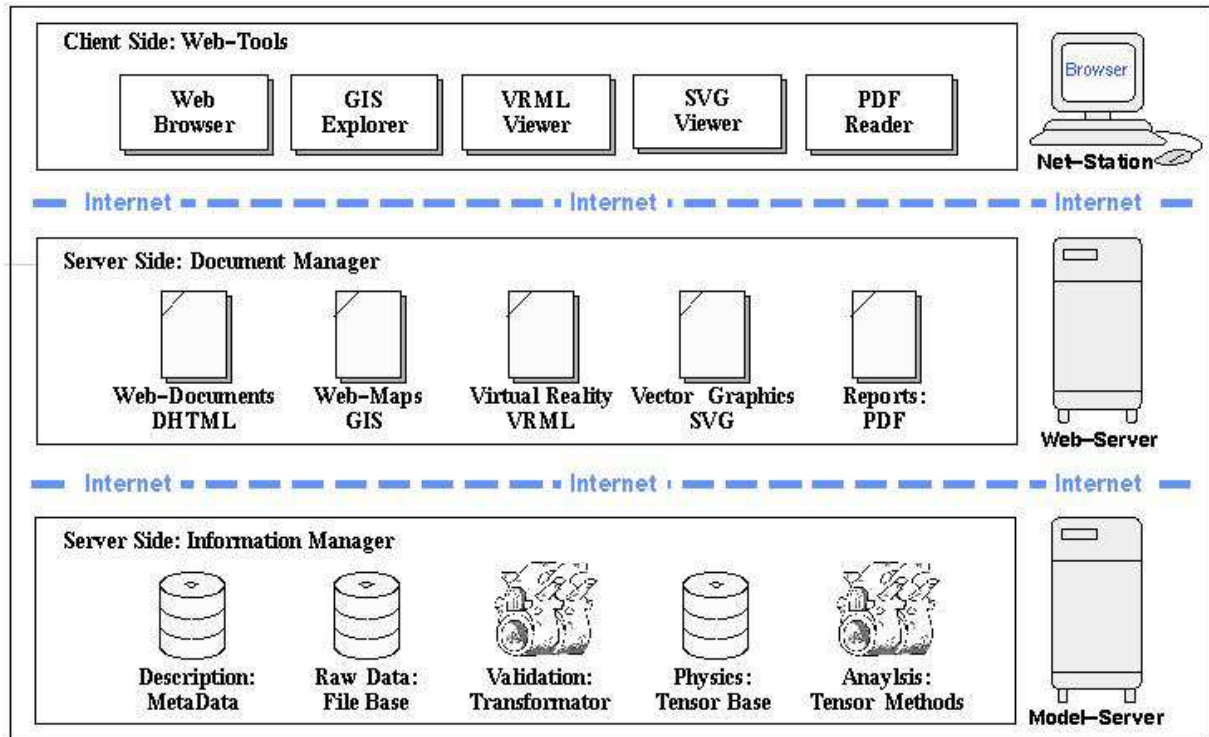 Client Side: Web-Tools
Web
Browser
GIS
Explorer
VRML
Viewer
SVG
Viewer
PDF
Reader
Browser
Net-Station
Internet
Internet
Internet
Server Side: Document Manager
Web-Documents
DHTML
Web-Maps
GIS
Virtual Reality
VRML
Vector Graphics
SVG
Reports:
PDF
Web-Server
Internet
Internet
Internet
Server Side: Information Manager
Description:
MetaData
Raw Data:
File Base
Validation:
Transformator
Physics:
Tensor Base
Anaylsis:
Tensor Methods
Model-Server